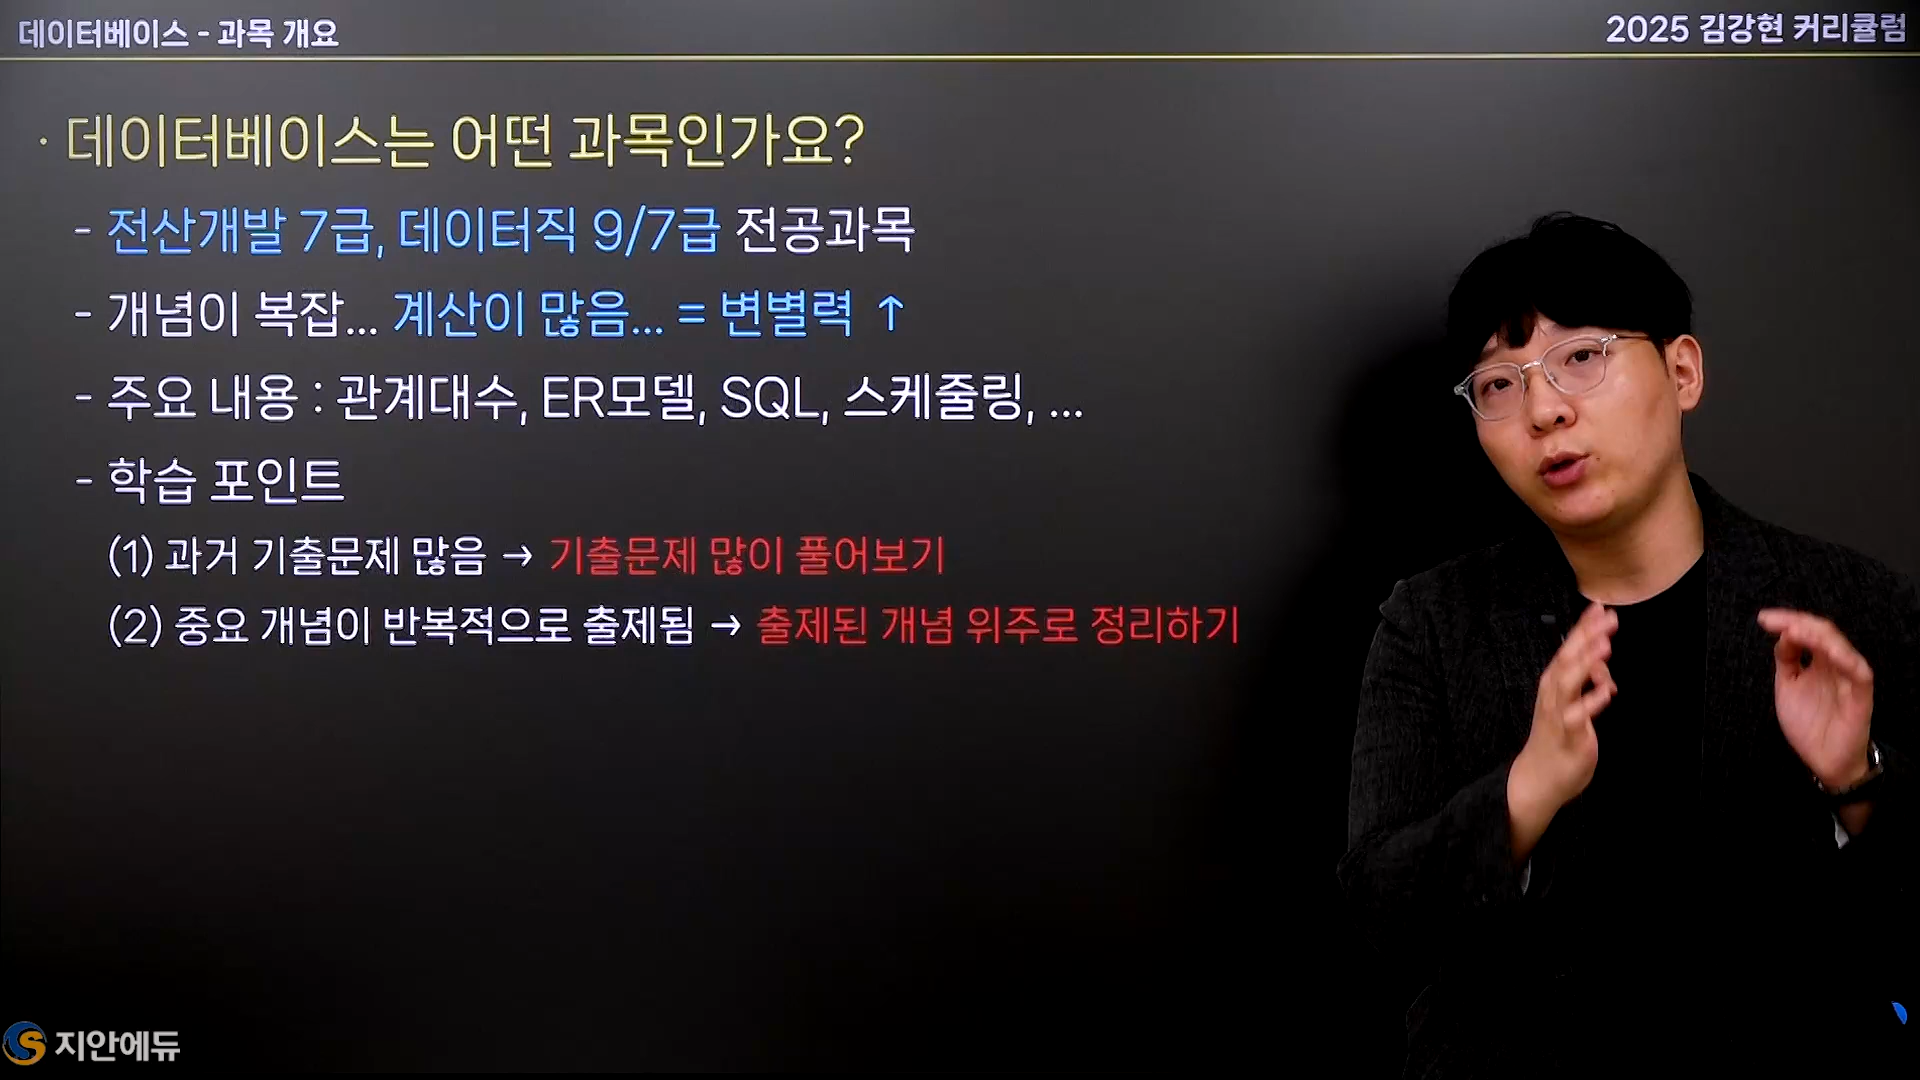 데이터베이스 - 과목 개요
2025 김강현 커리큘럼
· 데이터베이스는 어떤 과목인가요?
- 전산개발 7급, 데이터직 9/7급 전공과목
- 개념이 복잡... 계산이 많음... = 변별력 ↑
- 주요 내용 : 관계대수, ER모델, SQL, 스케줄링, ...
- 학습 포인트
(1) 과거 기출문제 많음 → 기출문제 많이 풀어보기
(2) 중요 개념이 반복적으로 출제됨 → 출제된 개념 위주로 정리하기
지안에듀